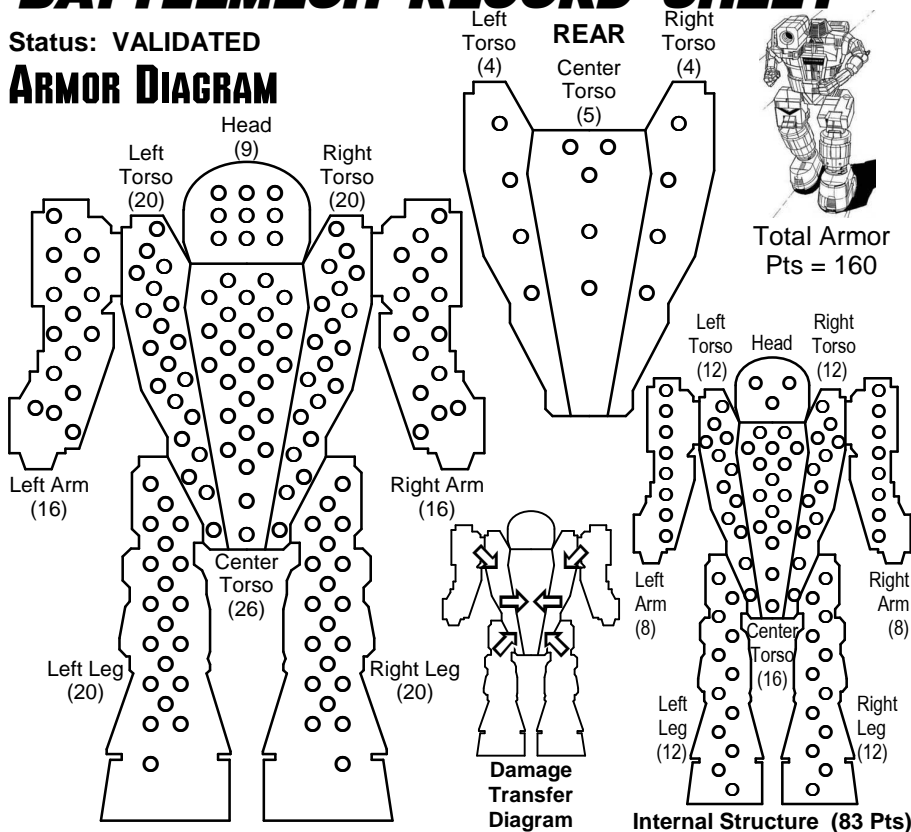 BATTLEMECH RECORD SHEET
Status: VALIDATED
ARMOR DIAGRAM
Head
(9)
Left
Torso
(20)
Right
Torso
(20)
Left Arm
(16)
Right Arm
(16)
Center
Torso
(26)
Left Leg
(20)
Right Leg
(20)
Left
Torso
(4)
REAR
Right
Torso
(4)
Center
Torso
(5)
Total Armor
Pts = 160
Damage
Transfer
Diagram
Left
Torso
(12)
Head
Right
Torso
(12)
Left
Arm
(8)
Right
Arm
(8)
Center
Torso
(16)
Left
Leg
(12)
Right
Leg
(12)
Internal Structure (83 Pts)